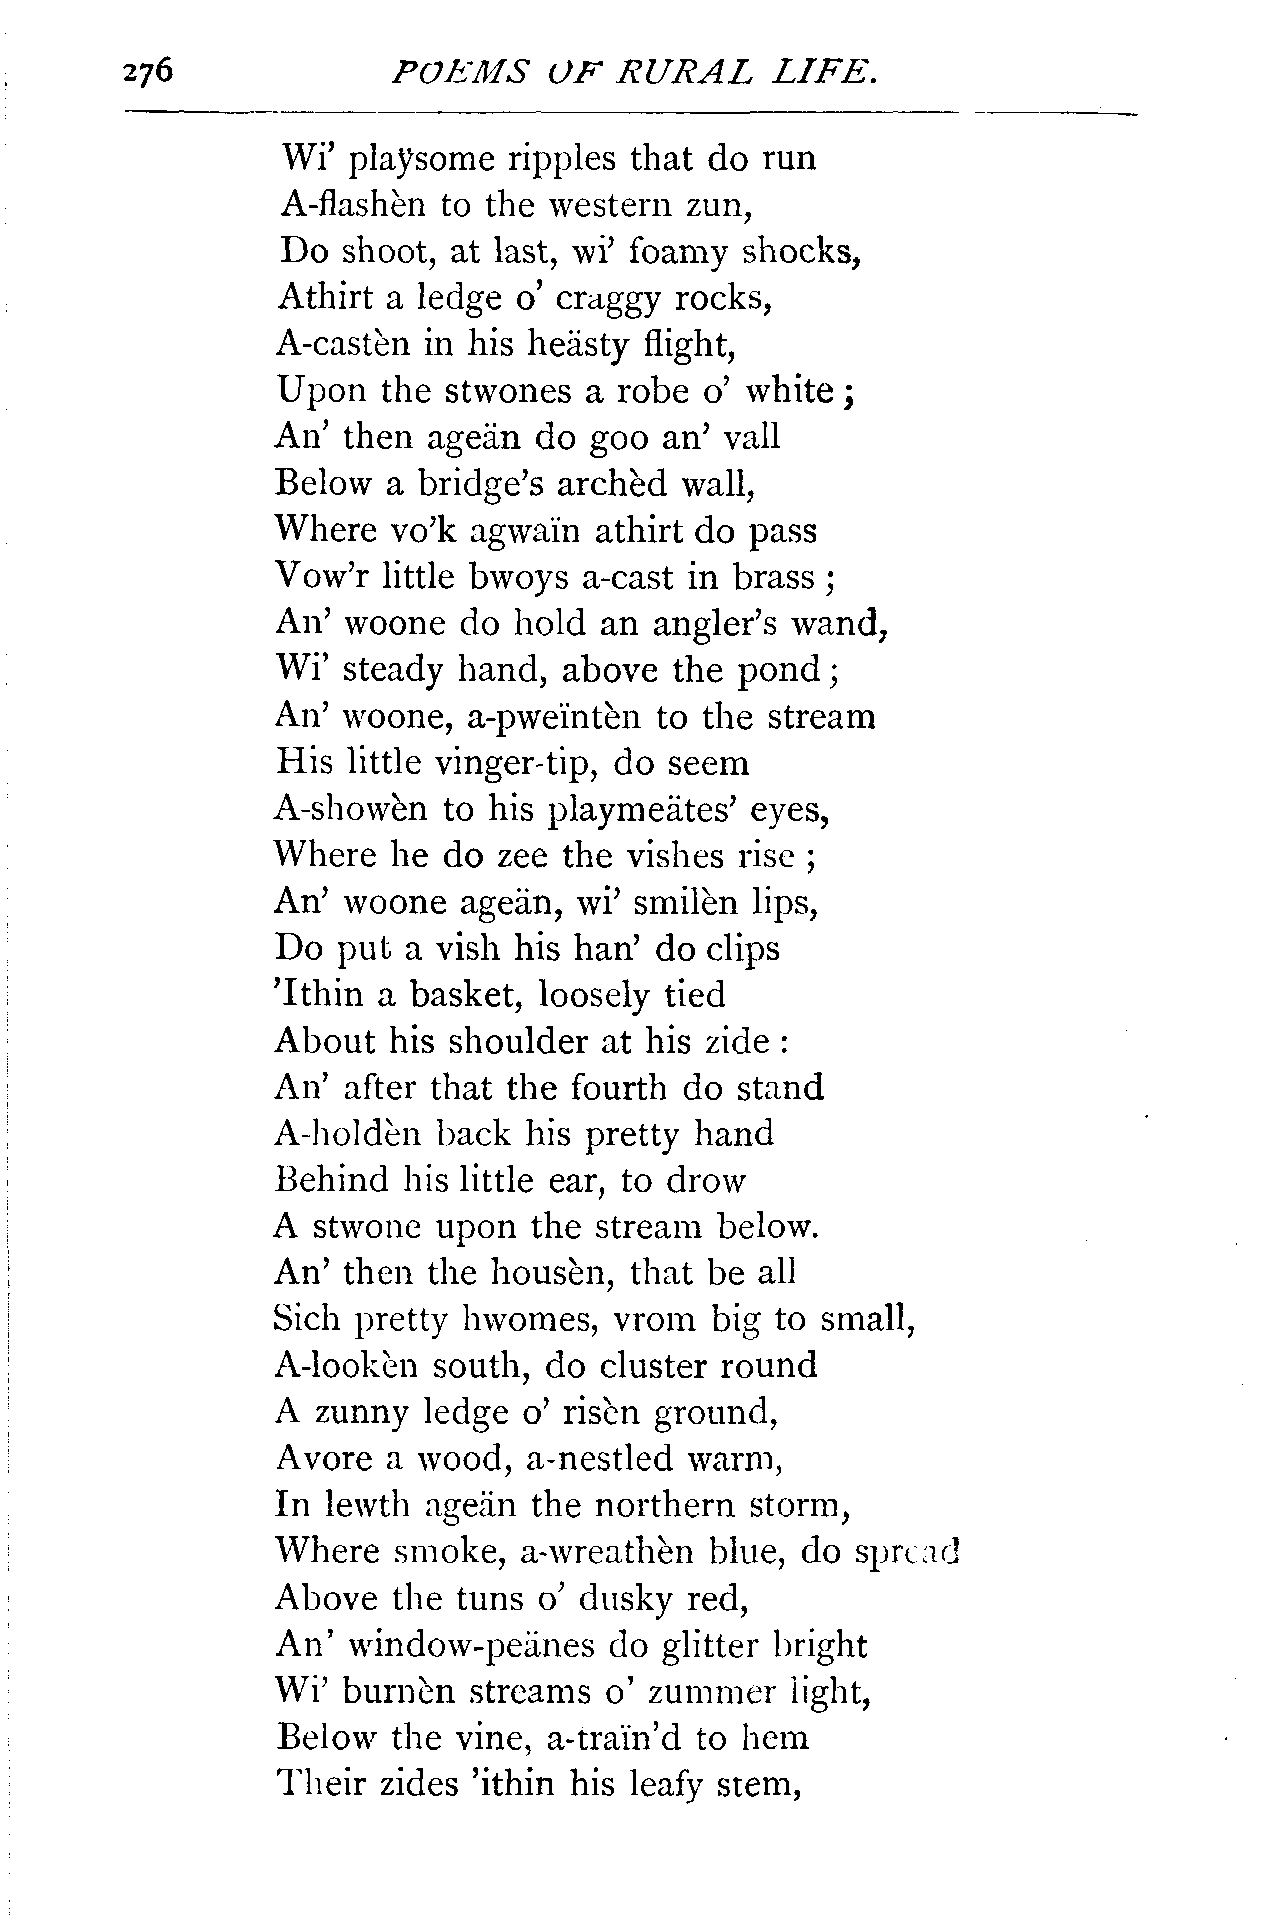 276 POEMS OF RURAL LIFE.
Wi' plaÿsome ripples that do run
A-flashèn to the western zun,
Do shoot, at last, wi' foamy shocks,
Athirt a ledge o' craggy rocks,
A-castèn in his heästy flight,
Upon the stwones a robe o' white ;
An' then ageän do goo an' vall
Below a bridge's archèd wall,
Where vo'k agwaïn athirt do pass
Vow'r little bwoys a-cast in brass ;
An' woone do hold an angler's wand,
Wi' steady hand, above the pond ;
An' woone, a-pweïntèn to the stream
His little vinger-tip, do seem
A-showèn to his playmeätes' eyes,
Where he do zee the vishes rise ;
An' woone ageän, wi' smilèn lips,
Do put a vish his han' do clips
'Ithin a basket, loosely tied
About his shoulder at his zide :
An' after that the fourth do stand
A-holdèn back his pretty hand
Behind his little ear, to drow
A stwone upon the stream below.
An' then the housèn, that be all
Sich pretty hwomes, vrom big to small,
A-lookèn south, do cluster round
A zunny ledge o' risèn ground,
Avore a wood, a-nestled warm,
In lewth ageän the northern storm,
Where smoke, a-wreathèn blue, do spread
Above the tuns o' dusky red,
An' window-peänes do glitter bright
Wi' burnèn streams o' zummer light,
Below the vine, a-traïn'd to hem
Their zides 'ithin his leafy stem,